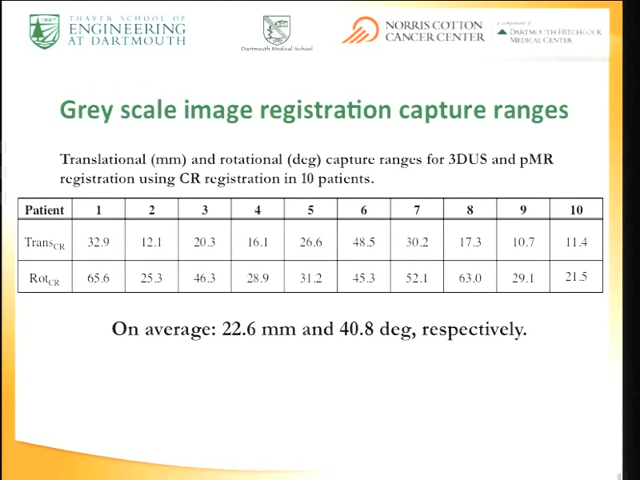 THAYER SCHOOL OF
ENGINEERING
AT DARTMOUTH
Dartmouth Medical School
NORRIS COTTON
CANCER CENTER
a component of
DARTMOUTH-HITCHCOCK
MEDICAL CENTER
Grey scale image registration capture ranges
Translational (mm) and rotational (deg) capture ranges for 3DUS and pMR
registration using CR registration in 10 patients.
Patient 1 2 3 4 5 6 7 8 9 10
TransCR 32.9 12.1 20.3 16.1 26.6 48.5 30.2 17.3 10.7 11.4
RotCR 65.6 25.3 46.3 28.9 31.2 45.3 52.1 63.0 29.1 21.5
On average: 22.6 mm and 40.8 deg, respectively.